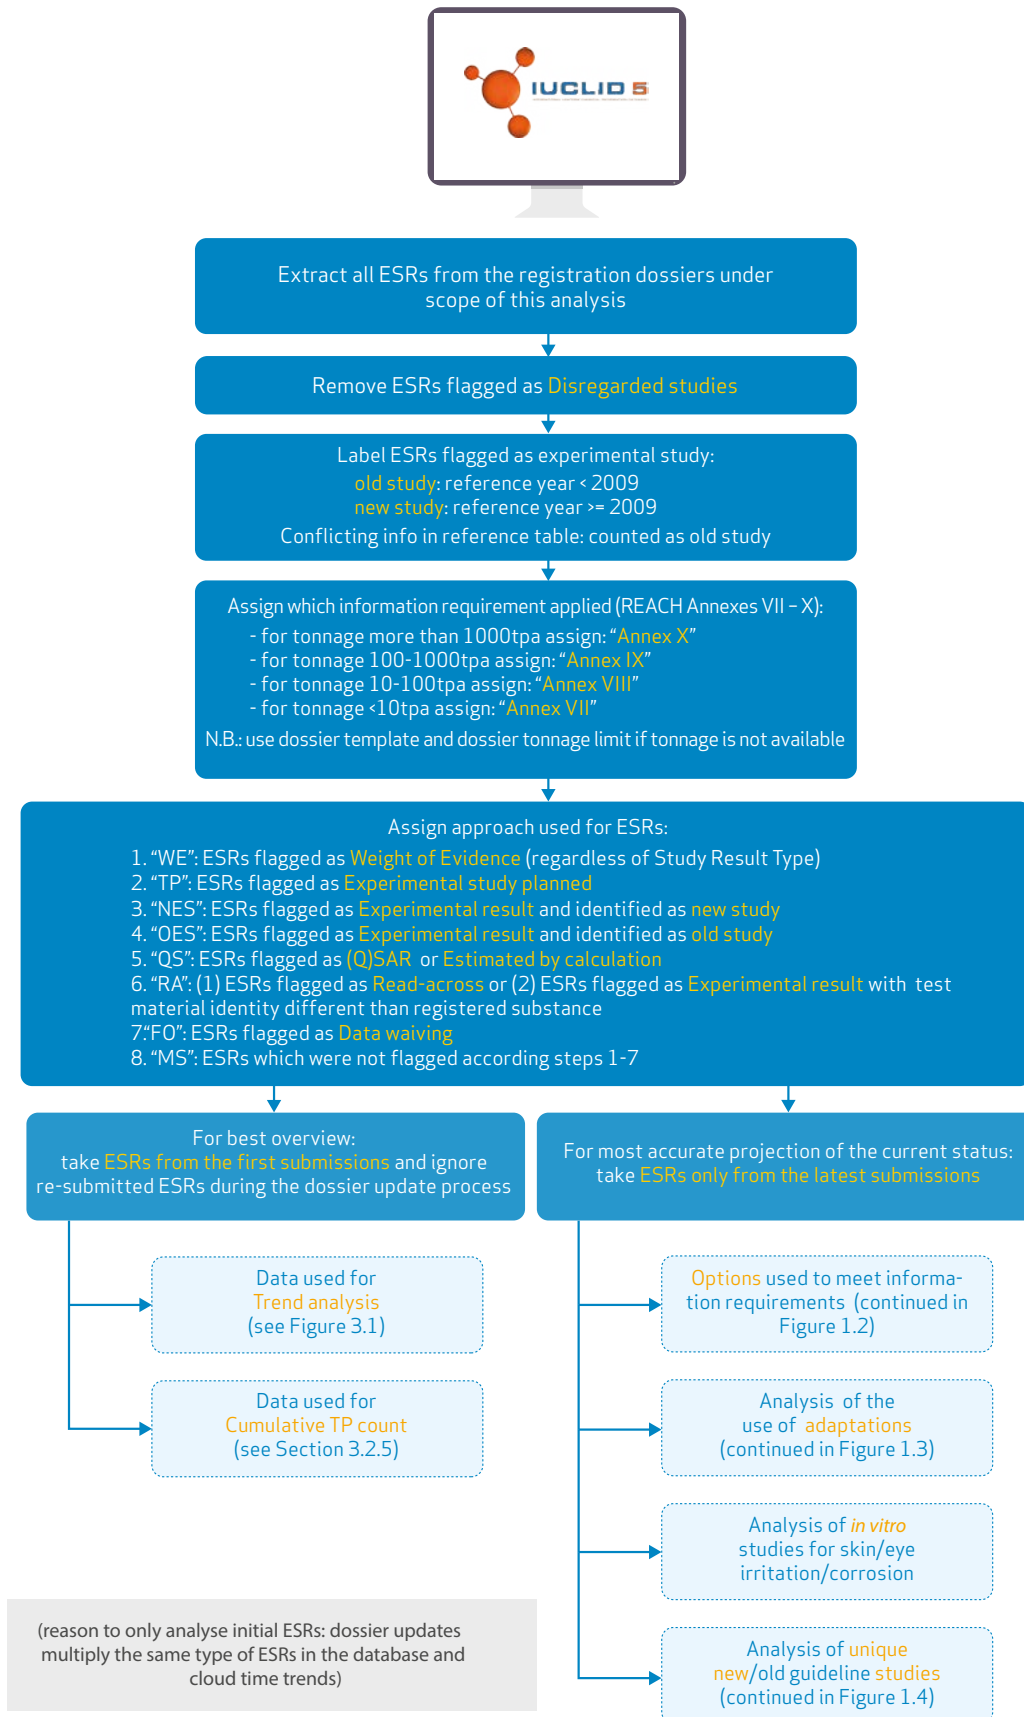 IUCLID 5
Extract all ESRs from the registration dossiers under
scope of this analysis
Remove ESRs flagged as Disregarded studies
Label ESRs flagged as experimental study:
old study: reference year < 2009
new study: reference year >= 2009
Conflicting info in reference table: counted as old study
Assign which information requirement applied (REACH Annexes VII – X):
- for tonnage more than 1000tpa assign: “Annex X”
- for tonnage 100-1000tpa assign: “Annex IX”
- for tonnage 10-100tpa assign: “Annex VIII”
- for tonnage <10tpa assign: “Annex VII”
N.B.: use dossier template and dossier tonnage limit if tonnage is not available
Assign approach used for ESRs:
1. “WE”: ESRs flagged as Weight of Evidence (regardless of Study Result Type)
2. “TP”: ESRs flagged as Experimental study planned
3. “NES”: ESRs flagged as Experimental result and identified as new study
4. “OES”: ESRs flagged as Experimental result and identified as old study
5. “QS”: ESRs flagged as (Q)SAR or Estimated by calculation
6. “RA”: (1) ESRs flagged as Read-across or (2) ESRs flagged as Experimental result with test
material identity different than registered substance
7.“FO”: ESRs flagged as Data waiving
8. “MS”: ESRs which were not flagged according steps 1-7
For best overview:
take ESRs from the first submissions and ignore
re-submitted ESRs during the dossier update process
For most accurate projection of the current status:
take ESRs only from the latest submissions
Data used for
Trend analysis
(see Figure 3.1)
Data used for
Cumulative TP count
(see Section 3.2.5)
Options used to meet informa-
tion requirements (continued in
Figure 1.2)
Analysis of the
use of adaptations
(continued in Figure 1.3)
Analysis of in vitro
studies for skin/eye
irritation/corrosion
Analysis of unique
new/old guideline studies
(continued in Figure 1.4)
(reason to only analyse initial ESRs: dossier updates
multiply the same type of ESRs in the database and
cloud time trends)